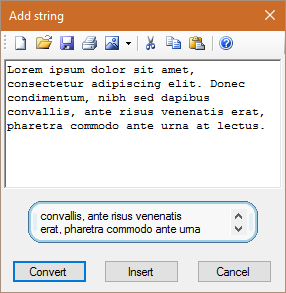 Add string
Lorem ipsum dolor sit amet,
consectetur adipiscing elit. Donec
condimentum, nibh sed dapibus
convallis, ante risus venenatis erat,
pharetra commodo ante urna at lectus.
convallis, ante risus venenatis
erat, pharetra commodo ante urna
Convert
Insert
Cancel